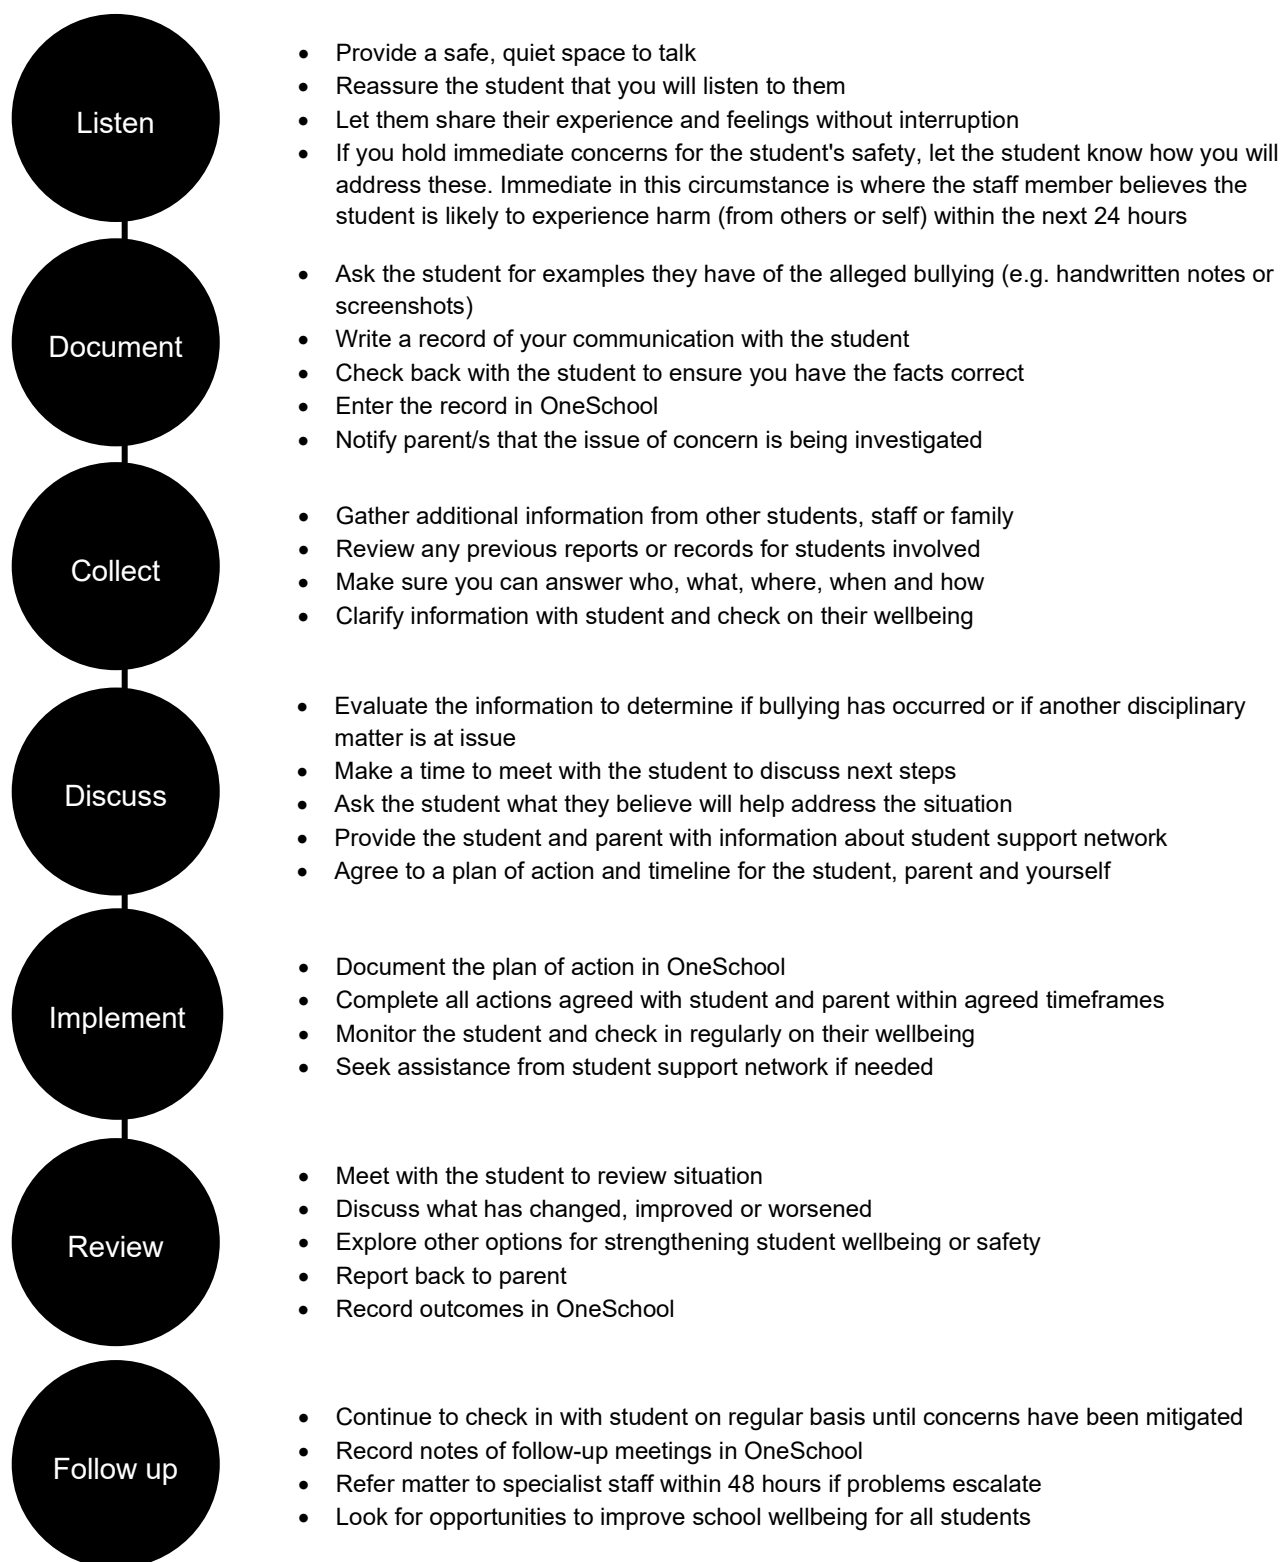 Listen
• Provide a safe, quiet space to talk
• Reassure the student that you will listen to them
• Let them share their experience and feelings without interruption
• If you hold immediate concerns for the student's safety, let the student know how you will
address these. Immediate in this circumstance is where the staff member believes the
student is likely to experience harm (from others or self) within the next 24 hours
Document
• Ask the student for examples they have of the alleged bullying (e.g. handwritten notes or
screenshots)
• Write a record of your communication with the student
• Check back with the student to ensure you have the facts correct
• Enter the record in OneSchool
• Notify parent/s that the issue of concern is being investigated
Collect
• Gather additional information from other students, staff or family
• Review any previous reports or records for students involved
• Make sure you can answer who, what, where, when and how
• Clarify information with student and check on their wellbeing
Discuss
• Evaluate the information to determine if bullying has occurred or if another disciplinary
matter is at issue
• Make a time to meet with the student to discuss next steps
• Ask the student what they believe will help address the situation
• Provide the student and parent with information about student support network
• Agree to a plan of action and timeline for the student, parent and yourself
Implement
• Document the plan of action in OneSchool
• Complete all actions agreed with student and parent within agreed timeframes
• Monitor the student and check in regularly on their wellbeing
• Seek assistance from student support network if needed
Review
• Meet with the student to review situation
• Discuss what has changed, improved or worsened
• Explore other options for strengthening student wellbeing or safety
• Report back to parent
• Record outcomes in OneSchool
Follow up
• Continue to check in with student on regular basis until concerns have been mitigated
• Record notes of follow-up meetings in OneSchool
• Refer matter to specialist staff within 48 hours if problems escalate
• Look for opportunities to improve school wellbeing for all students